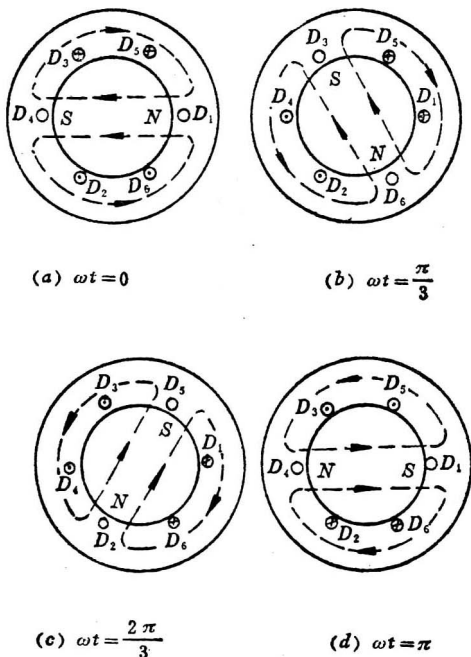 D₃ D₅
D₄ S N D₁
D₂ D₆
(a) ωt=0
D₃ D₅
S
D₄ D₁
N
D₂ D₆
(b) ωt=π/3
D₃ D₅
S
D₁
D₄
N
D₂ D₆
(c) ωt=2π/3
D₃ D₅
D₄ N S D₁
D₂ D₆
(d) ωt=π